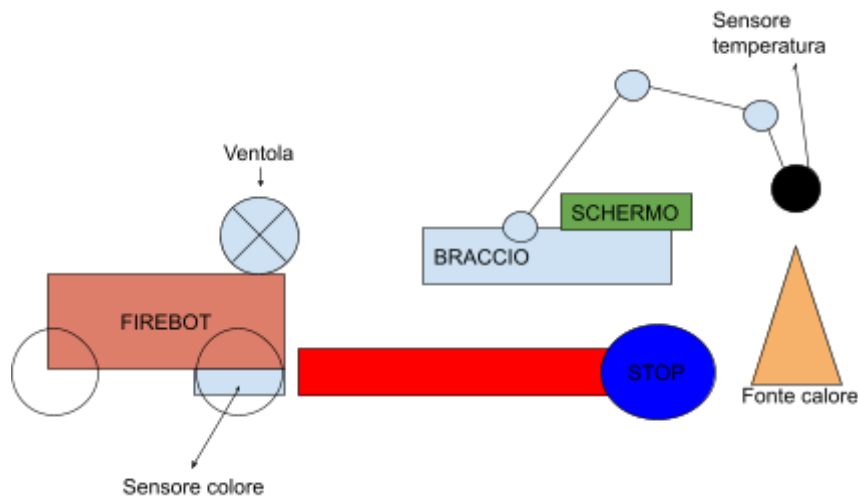 Sensore
temperatura
Ventola
SCHERMO
BRACCIO
FIREBOT
STOP
Fonte calore
Sensore colore